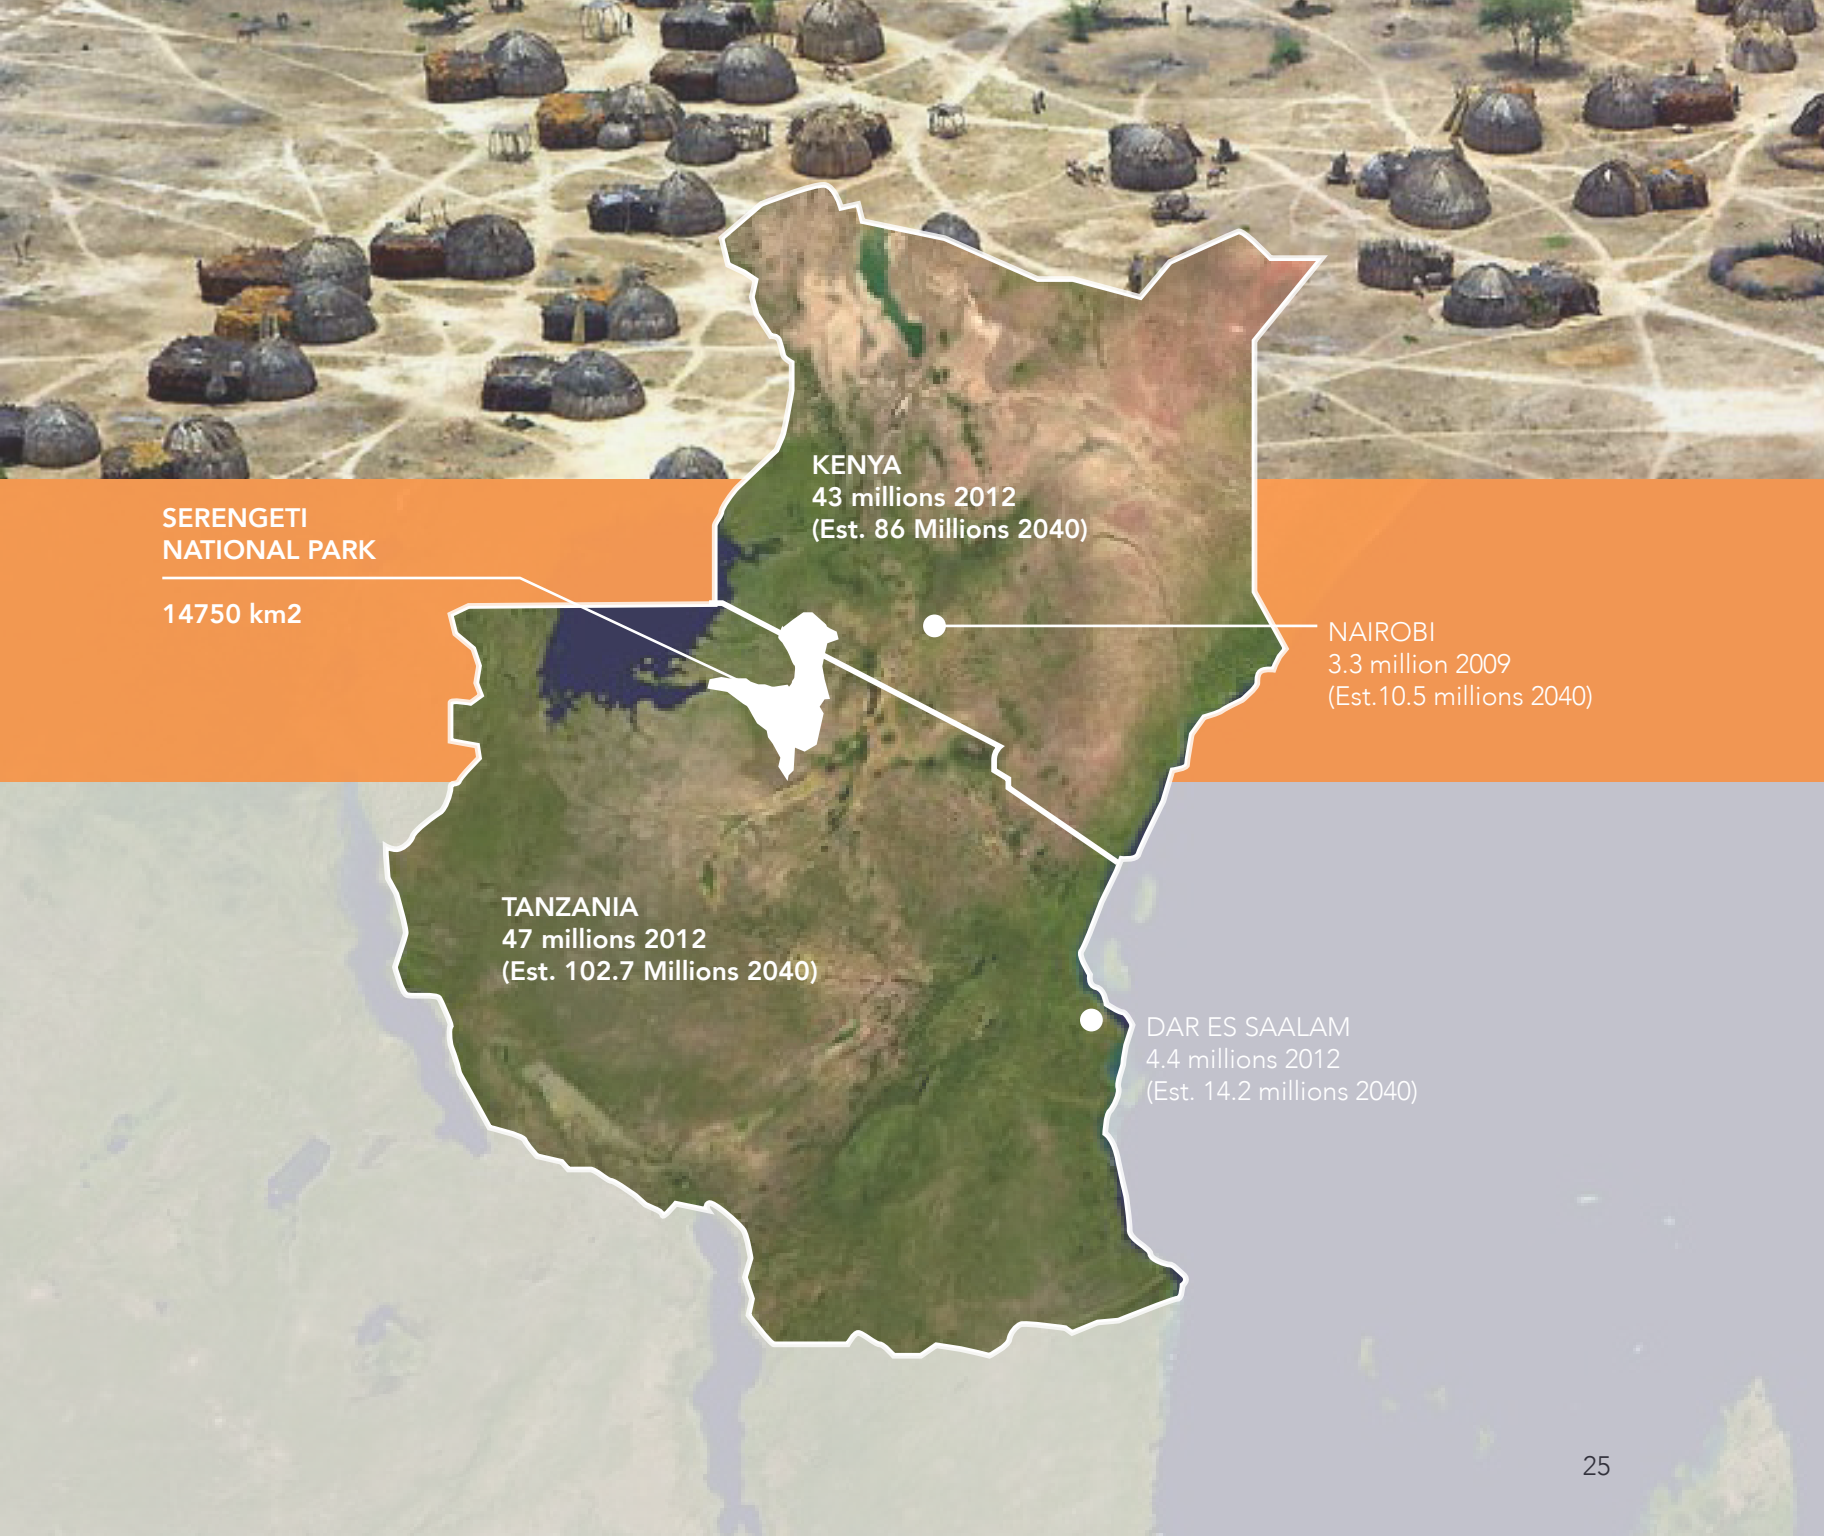 KENYA
43 millions 2012
(Est. 86 Millions 2040)
SERENGETI
NATIONAL PARK
14750 km2
NAIROBI
3.3 million 2009
(Est.10.5 millions 2040)
TANZANIA
47 millions 2012
(Est. 102.7 Millions 2040)
DAR ES SAALAM
4.4 millions 2012
(Est. 14.2 millions 2040)
25